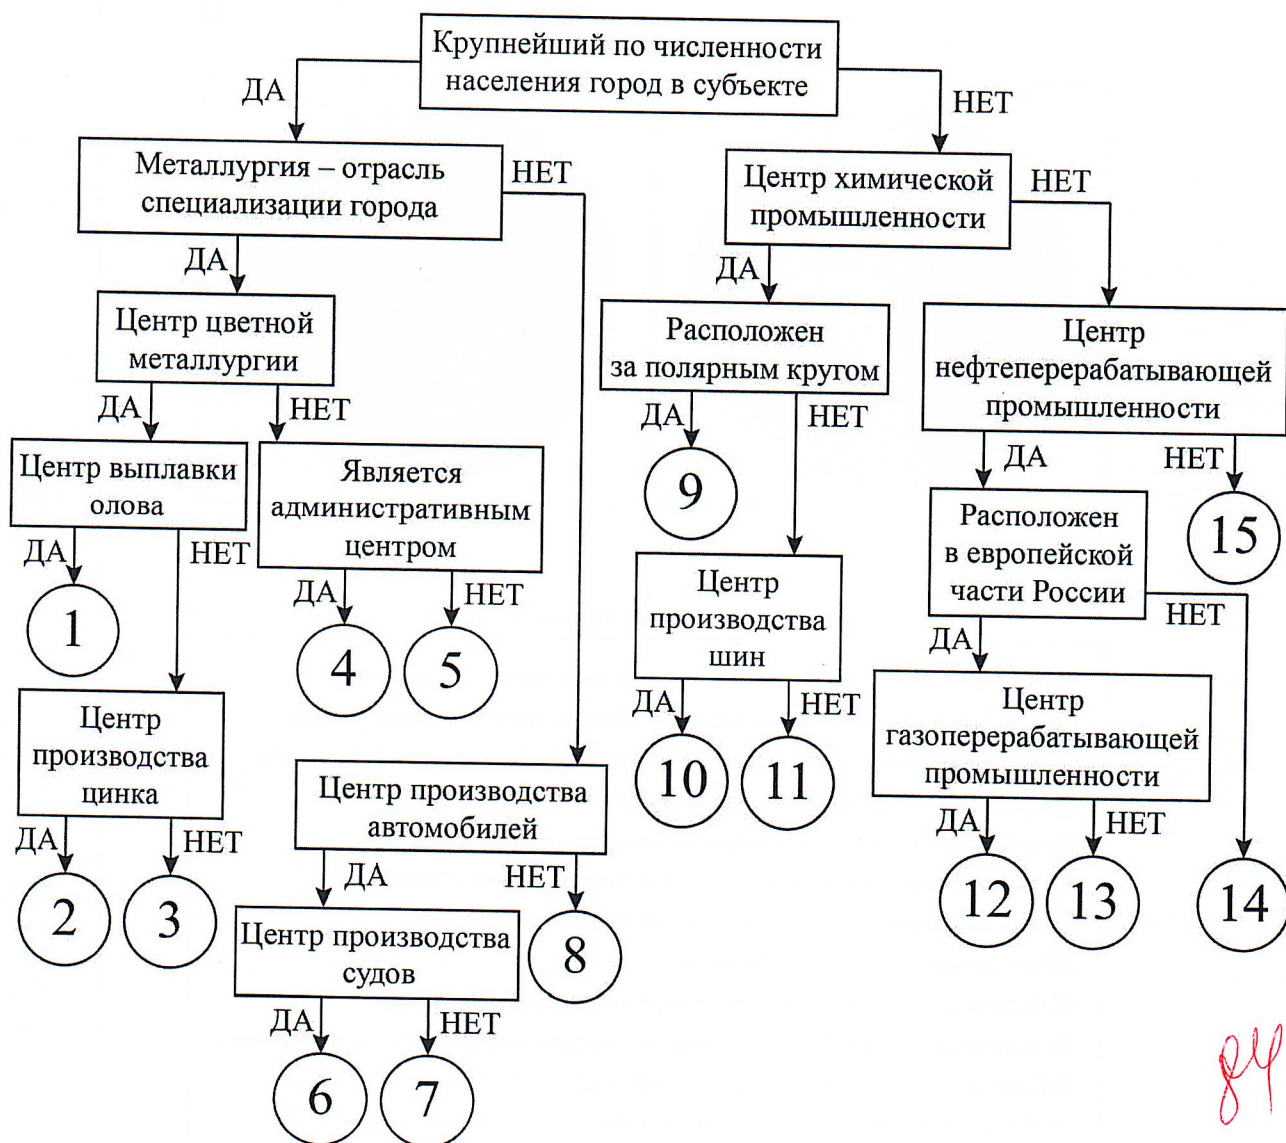 Крупнейший по численности
населения город в субъекте
ДА
НЕТ
Металлургия – отрасль
специализации города
НЕТ
Центр химической
промышленности
НЕТ
ДА
ДА
Центр цветной
металлургии
Расположен
за полярным кругом
Центр
нефтеперерабатывающей
промышленности
ДА
НЕТ
ДА
НЕТ
ДА
НЕТ
Центр выплавки
олова
Является
административным
центром
9
Расположен
в европейской
части России
15
ДА
НЕТ
ДА
НЕТ
Центр
производства
шин
ДА
НЕТ
1
4
5
Центр
производства
цинка
ДА
НЕТ
Центр
газоперерабатывающей
промышленности
10
11
Центр производства
автомобилей
ДА
НЕТ
ДА
НЕТ
ДА
НЕТ
2
3
12
13
14
Центр производства
судов
8
ДА
НЕТ
6
7